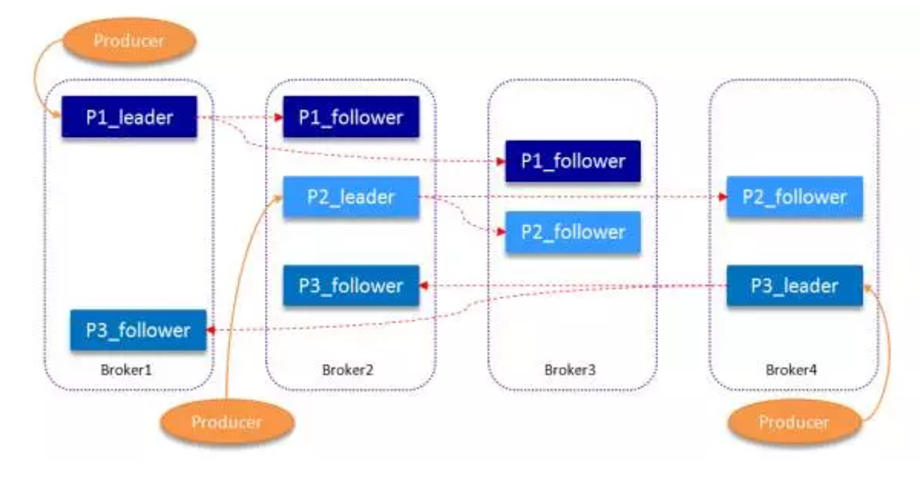 Producer
P1_leader
P1_follower
P1_follower
P2_leader
P2_follower
P2_follower
P3_follower
P3_leader
P3_follower
Broker1
Broker2
Broker3
Broker4
Producer
Producer